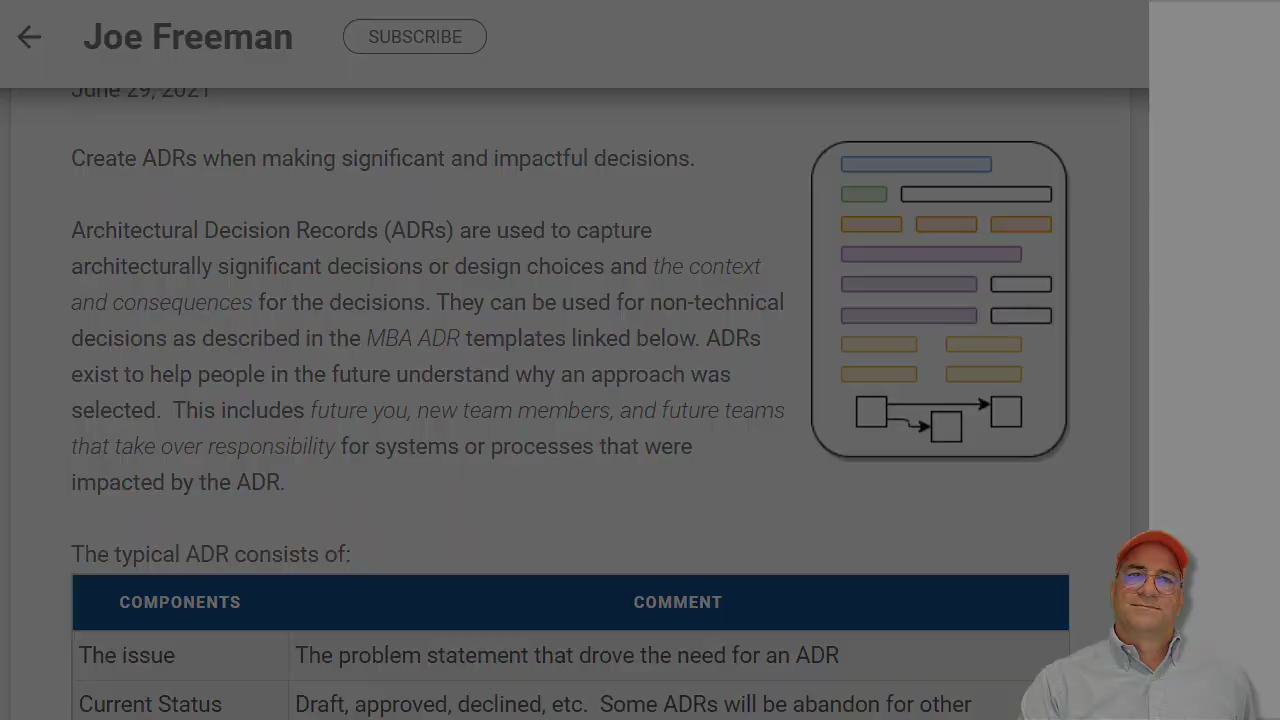 Joe Freeman
SUBSCRIBE
June 29, 2021
Create ADRs when making significant and impactful decisions.
Architectural Decision Records (ADRs) are used to capture
architecturally significant decisions or design choices and the context
and consequences for the decisions. They can be used for non-technical
decisions as described in the MBA ADR templates linked below. ADRs
exist to help people in the future understand why an approach was
selected.  This includes future you, new team members, and future teams
that take over responsibility for systems or processes that were
impacted by the ADR.
The typical ADR consists of:
COMPONENTS COMMENT
The issue The problem statement that drove the need for an ADR
Current Status Draft, approved, declined, etc.  Some ADRs will be abandon for other